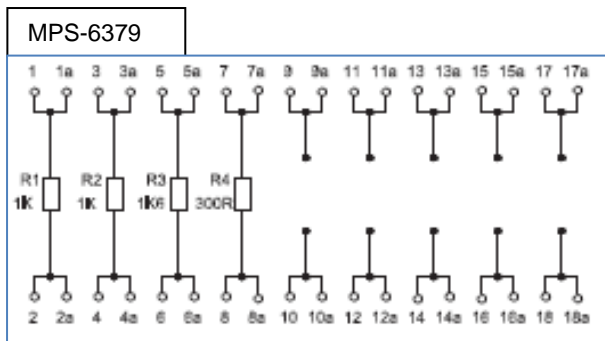 MPS-6379
1 1a 3 3a 5 5a 7 7a 9 9a 11 11a 13 13a 15 15a 17 17a
R1 R2 R3 R4
1K 1K 1K6 300R
2 2a 4 4a 6 6a 8 8a 10 10a 12 12a 14 14a 16 16a 18 18a